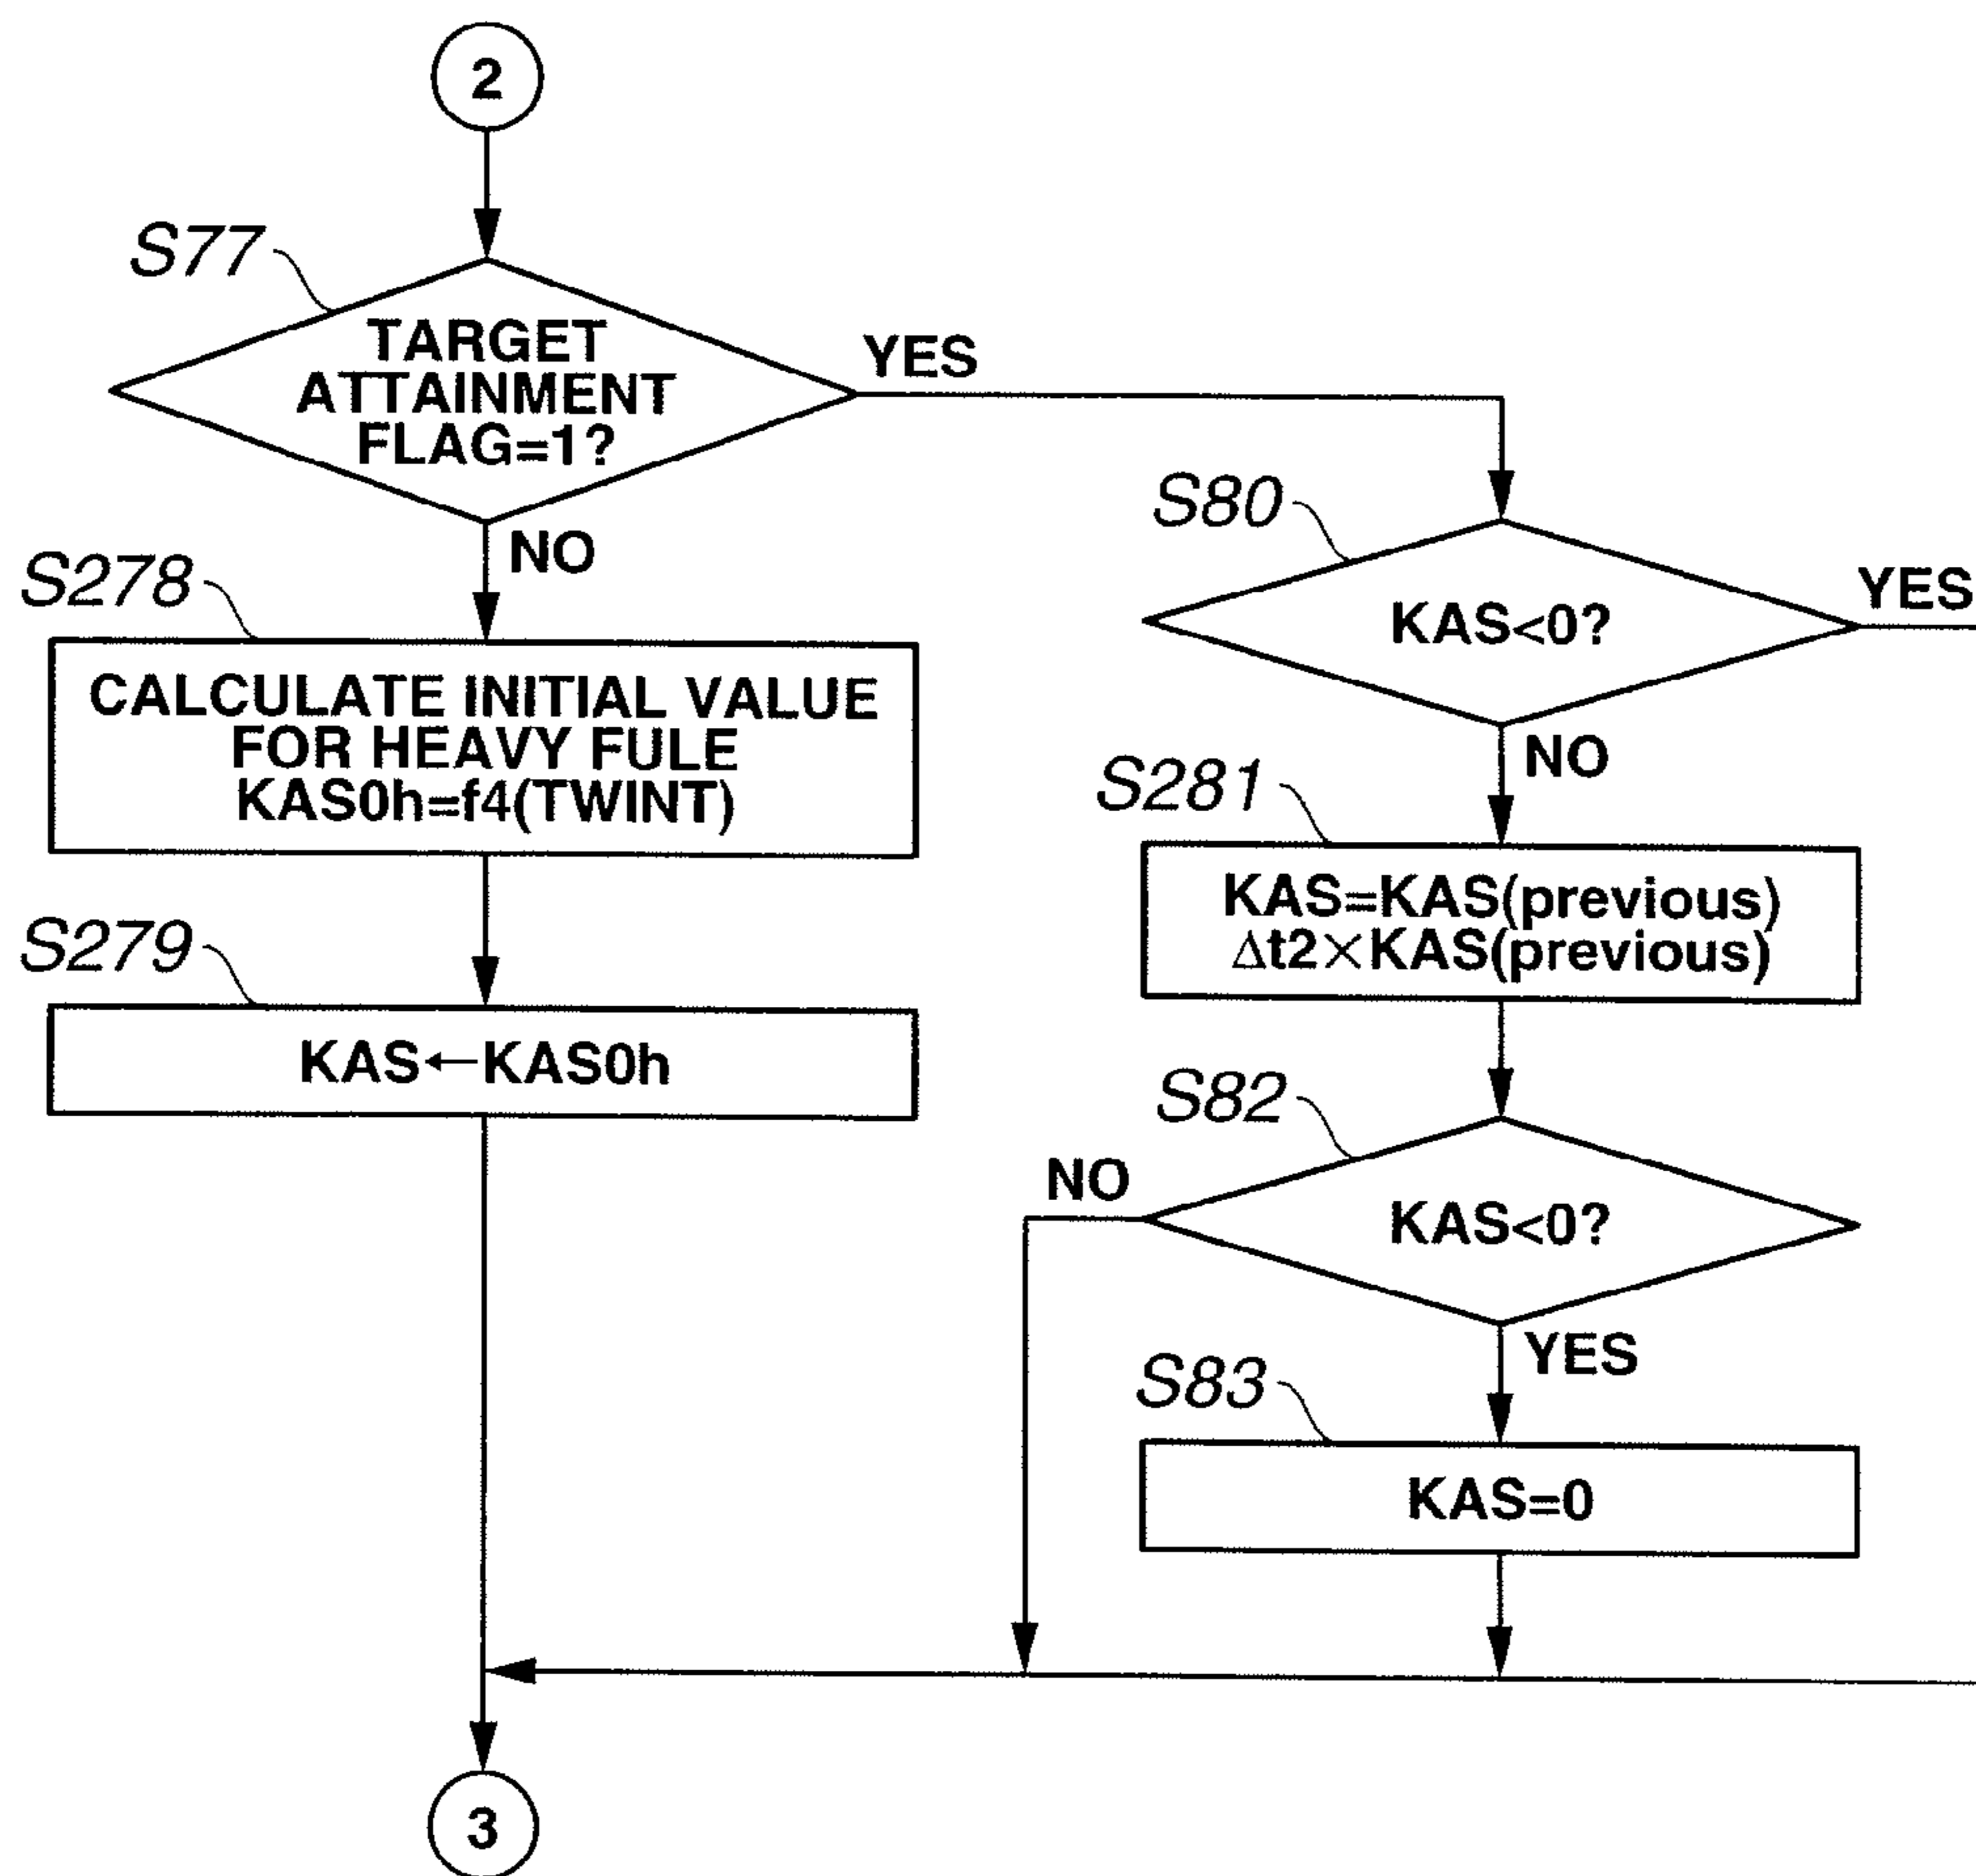 2
S77
TARGET
ATTAINMENT
FLAG=1?
YES
NO
S80
KAS<0?
YES
NO
S278
CALCULATE INITIAL VALUE
FOR HEAVY FULE
KAS0h=f4(TWINT)
S281
KAS=KAS(previous)
Δt2×KAS(previous)
S279
KAS←KAS0h
S82
NO
KAS<0?
YES
S83
KAS=0
3